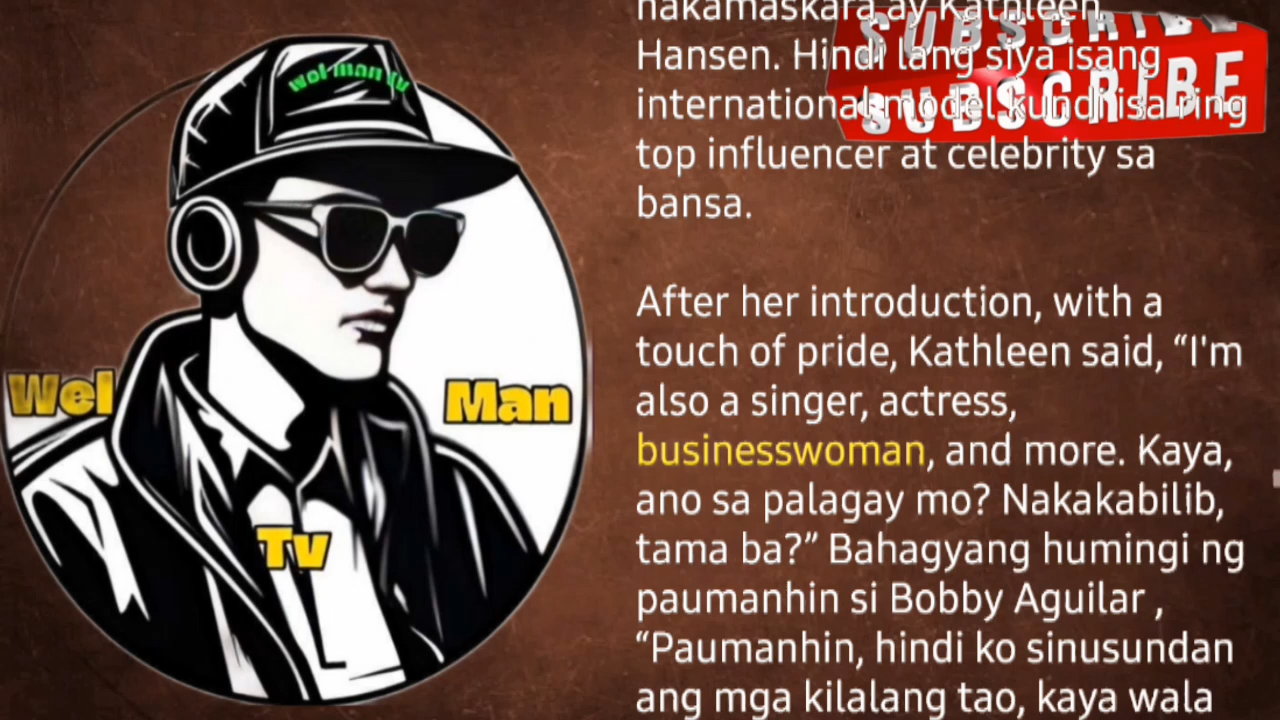 wel man tv
Wel
Man
Tv
SUBSCRIBE
SUBSCRIBE
nakamaskara ay Kathleen
Hansen. Hindi lang siya isang
international model kundi isa ring
top influencer at celebrity sa
bansa.
After her introduction, with a
touch of pride, Kathleen said, “I'm
also a singer, actress,
businesswoman, and more. Kaya,
ano sa palagay mo? Nakakabilib,
tama ba?” Bahagyang humingi ng
paumanhin si Bobby Aguilar ,
“Paumanhin, hindi ko sinusundan
ang mga kilalang tao, kaya wala